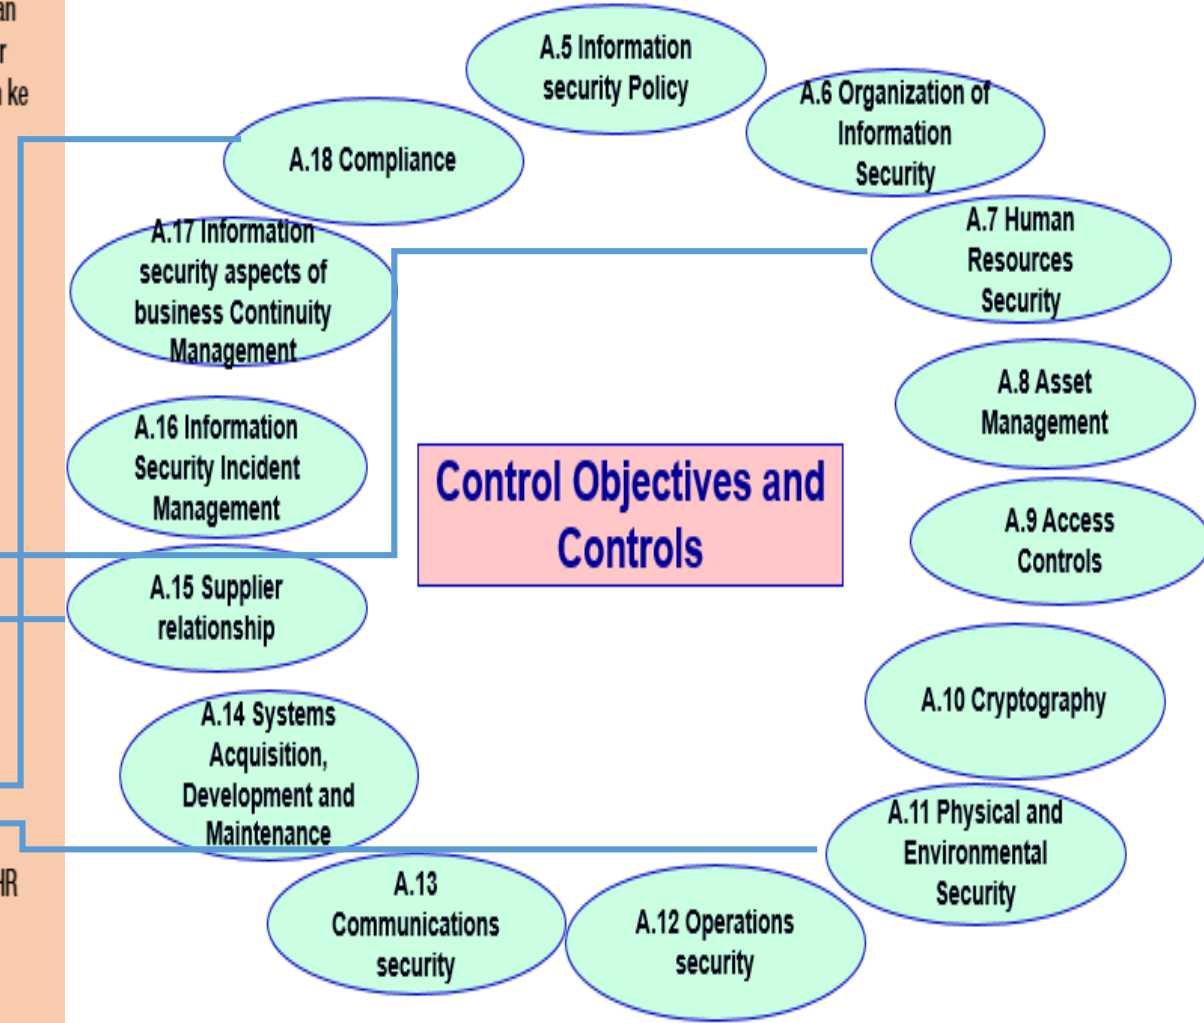 an
r
ke
HR
A.5 Information
security Policy
A.6 Organization of
Information
Security
A.7 Human
Resources
Security
A.8 Asset
Management
A.9 Access
Controls
A.10 Cryptography
A.11 Physical and
Environmental
Security
A.12 Operations
security
A.13
Communications
security
A.14 Systems
Acquisition,
Development and
Maintenance
A.15 Supplier
relationship
A.16 Information
Security Incident
Management
A.17 Information
security aspects of
business Continuity
Management
A.18 Compliance
Control Objectives and
Controls